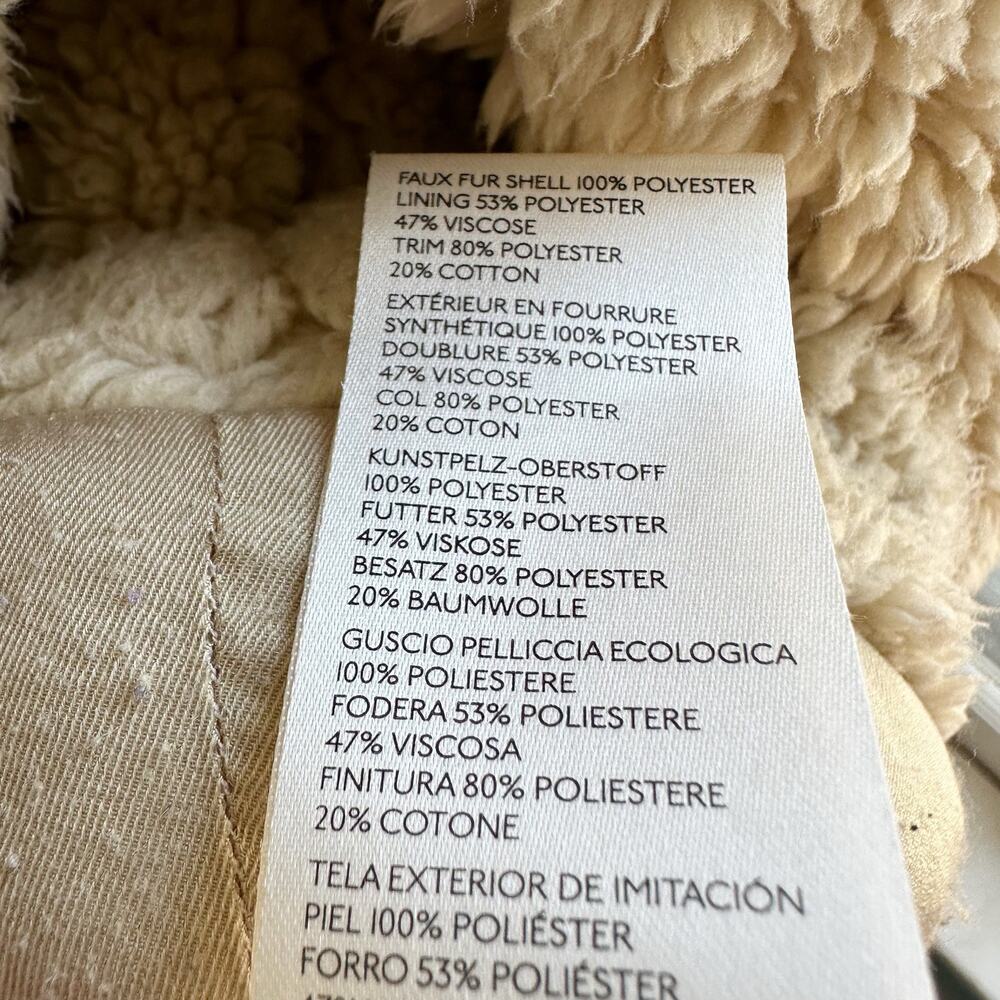 FAUX FUR SHELL 100% POLYESTER
LINING 53% POLYESTER
47% VISCOSE
TRIM 80% POLYESTER
20% COTTON
EXTÉRIEUR EN FOURRURE
SYNTHÉTIQUE 100% POLYESTER
DOUBLURE 53% POLYESTER
47% VISCOSE
COL 80% POLYESTER
20% COTON
KUNSTPELZ-OBERSTOFF
100% POLYESTER
FUTTER 53% POLYESTER
47% VISKOSE
BESATZ 80% POLYESTER
20% BAUMWOLLE
GUSCIO PELLICCIA ECOLOGICA
100% POLIESTERE
FODERA 53% POLIESTERE
47% VISCOSA
FINITURA 80% POLIESTERE
20% COTONE
TELA EXTERIOR DE IMITACIÓN
PIEL 100% POLIÉSTER
FORRO 53% POLIÉSTER